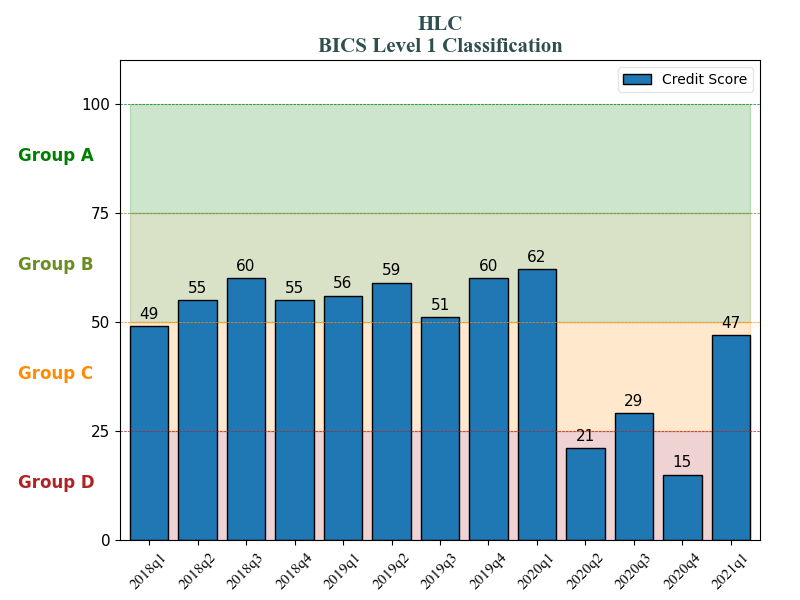 HLC
BICS Level 1 Classification
Credit Score
100
Group A
75
Group B
50
Group C
25
Group D
0
49
55
60
55
56
59
51
60
62
21
29
15
47
2018q1
2018q2
2018q3
2018q4
2019q1
2019q2
2019q3
2019q4
2020q1
2020q2
2020q3
2020q4
2021q1